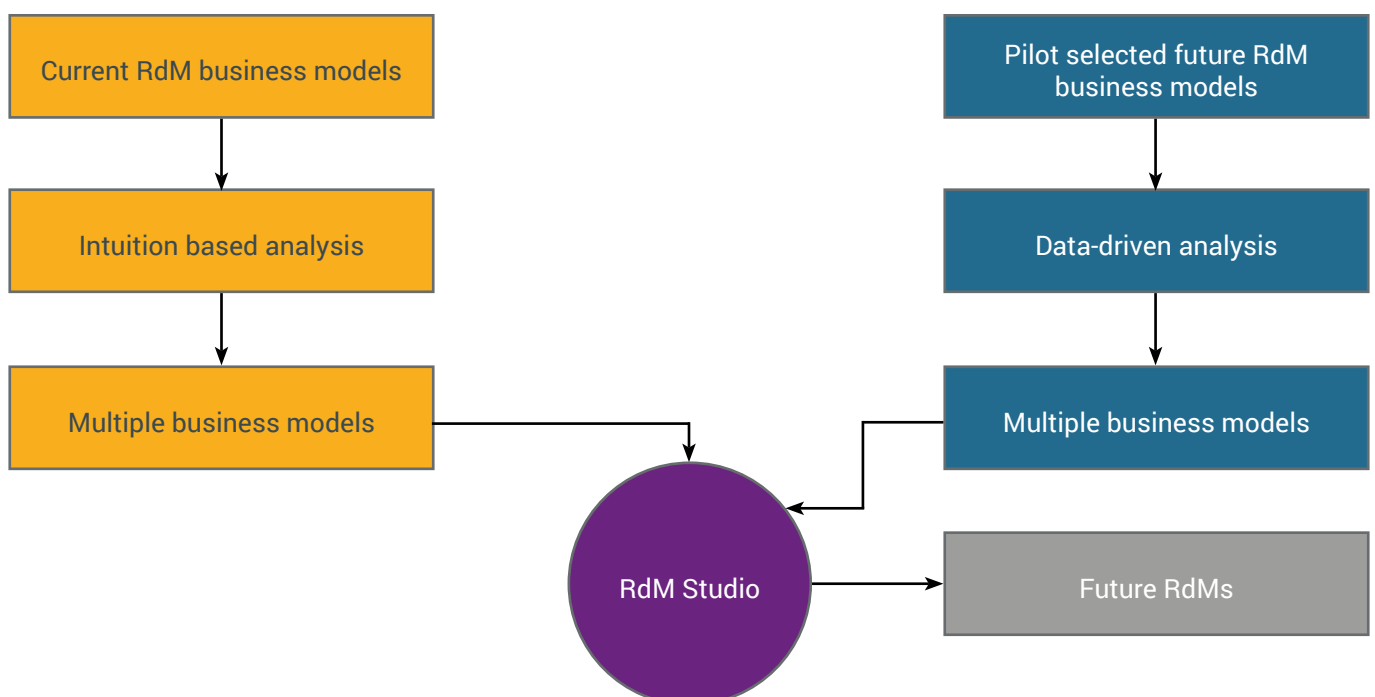 Current RdM business models
Intuition based analysis
Multiple business models
Pilot selected future RdM
business models
Data-driven analysis
Multiple business models
RdM Studio
Future RdMs